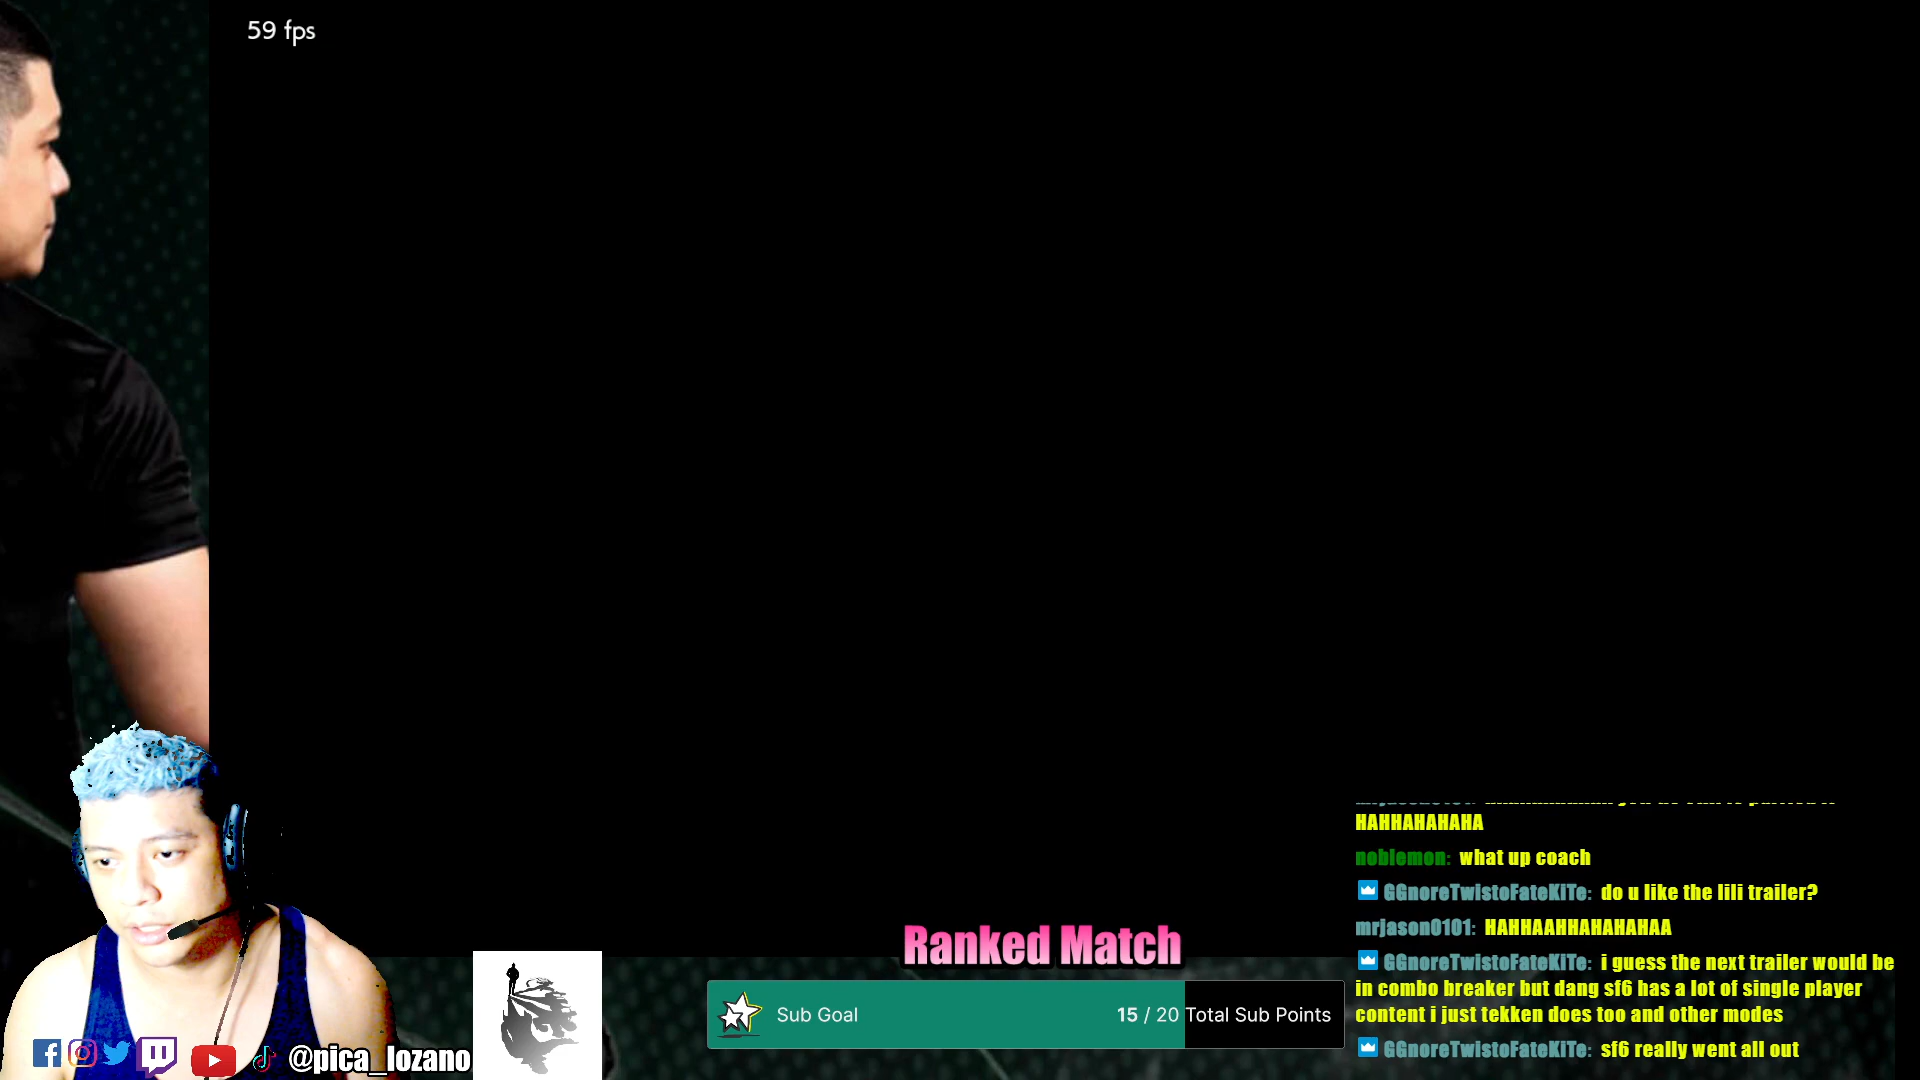 59 fps
HAHHAHAHAHA
noblemon: what up coach
GGnoreTwistoFateKiTe: do u like the lili trailer?
mrjason0101: HAHHAAHHAHAHAHAA
GGnoreTwistoFateKiTe: i guess the next trailer would be
in combo breaker but dang sf6 has a lot of single player
content i just tekken does too and other modes
GGnoreTwistoFateKiTe: sf6 really went all out
Ranked Match
Sub Goal 15 / 20 Total Sub Points
@pica_lozano